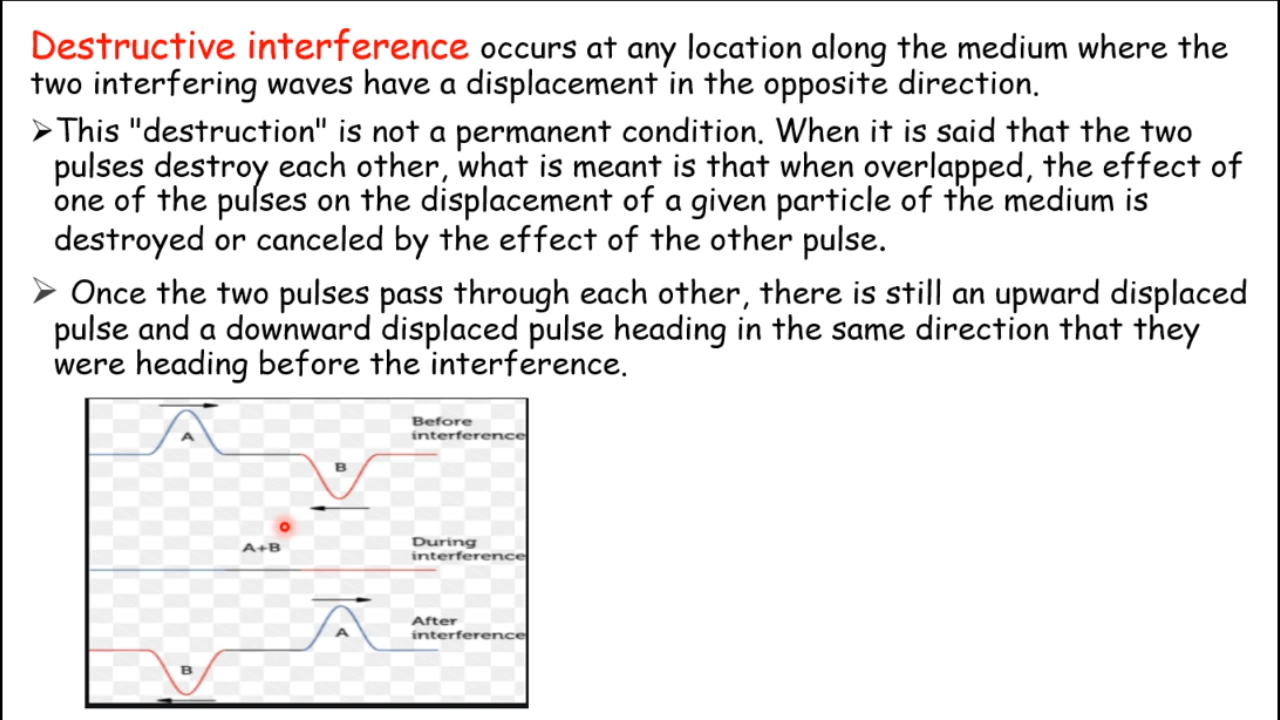 Destructive interference occurs at any location along the medium where the
two interfering waves have a displacement in the opposite direction.
➢This "destruction" is not a permanent condition. When it is said that the two
pulses destroy each other, what is meant is that when overlapped, the effect of
one of the pulses on the displacement of a given particle of the medium is
destroyed or canceled by the effect of the other pulse.
➢ Once the two pulses pass through each other, there is still an upward displaced
pulse and a downward displaced pulse heading in the same direction that they
were heading before the interference.
A
Before
interference
B
A+B
During
interference
A
After
interference
B